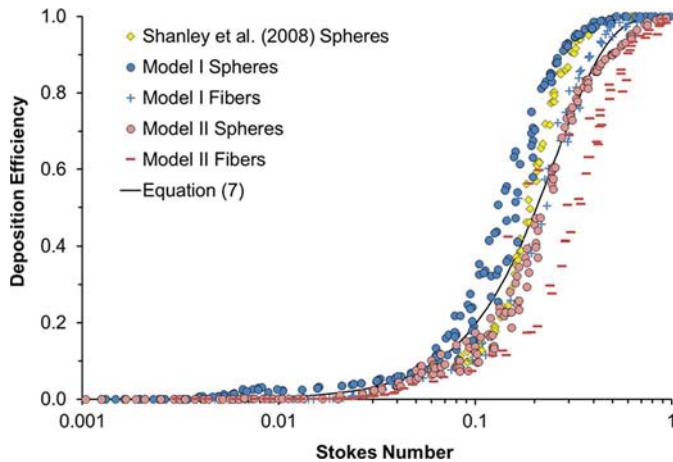 1.0
Shanley et al. (2008) Spheres
Model I Spheres
0.8
Model I Fibers
Model II Spheres
0.6
Model II Fibers
Equation (7)
0.4
0.2
0.0
0.001 0.01 0.1 1
Deposition Efficiency
Stokes Number